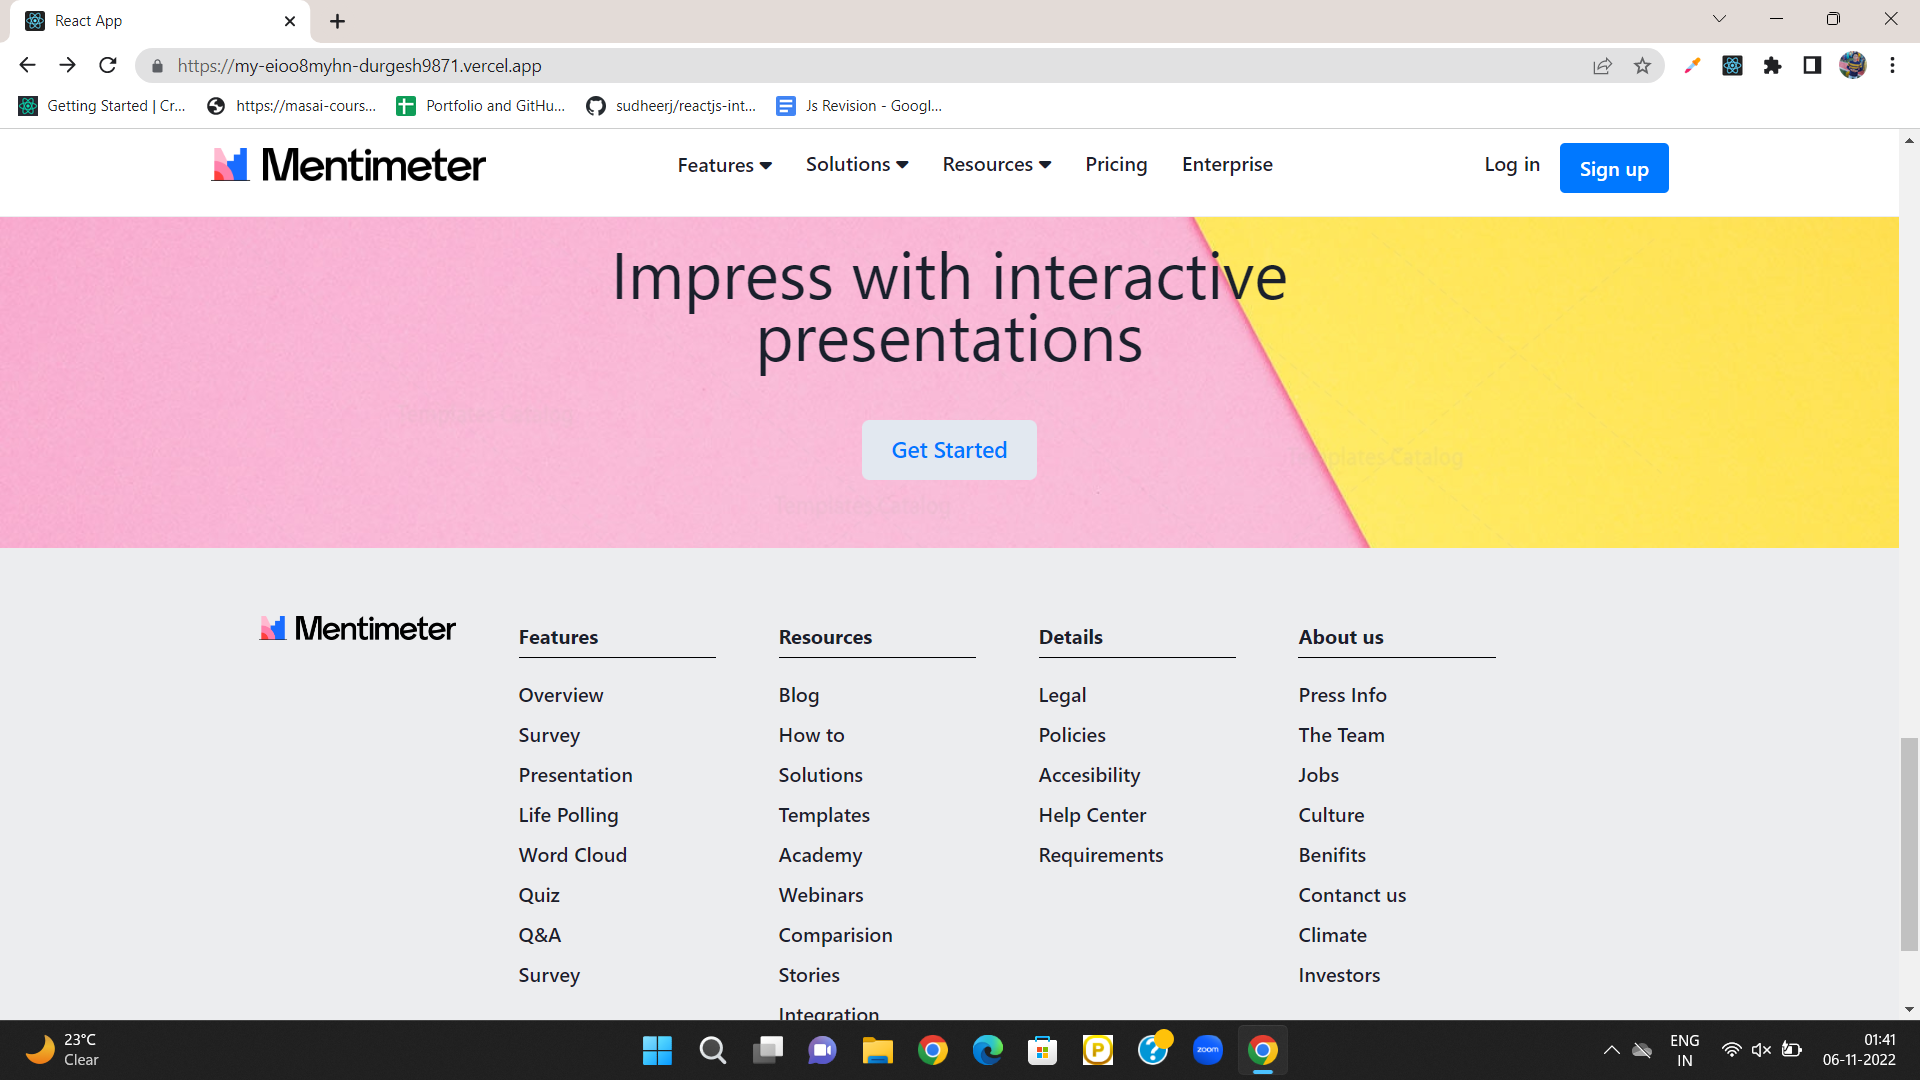 React App
https://my-eioo8myhn-durgesh9871.vercel.app
Getting Started | Cr...
https://masai-cours...
Portfolio and GitHu...
sudheerj/reactjs-int...
Js Revision - Googl...
Mentimeter
Features
Solutions
Resources
Pricing
Enterprise
Log in
Sign up
Impress with interactive
presentations
Templates Catalog
Get Started
Templates Catalog
Templates Catalog
Mentimeter
Features
Overview
Survey
Presentation
Life Polling
Word Cloud
Quiz
Q&A
Survey
Resources
Blog
How to
Solutions
Templates
Academy
Webinars
Comparision
Stories
Integration
Details
Legal
Policies
Accesibility
Help Center
Requirements
About us
Press Info
The Team
Jobs
Culture
Benifits
Contanct us
Climate
Investors
23°C
Clear
P
?
zoom
ENG
IN
01:41
06-11-2022